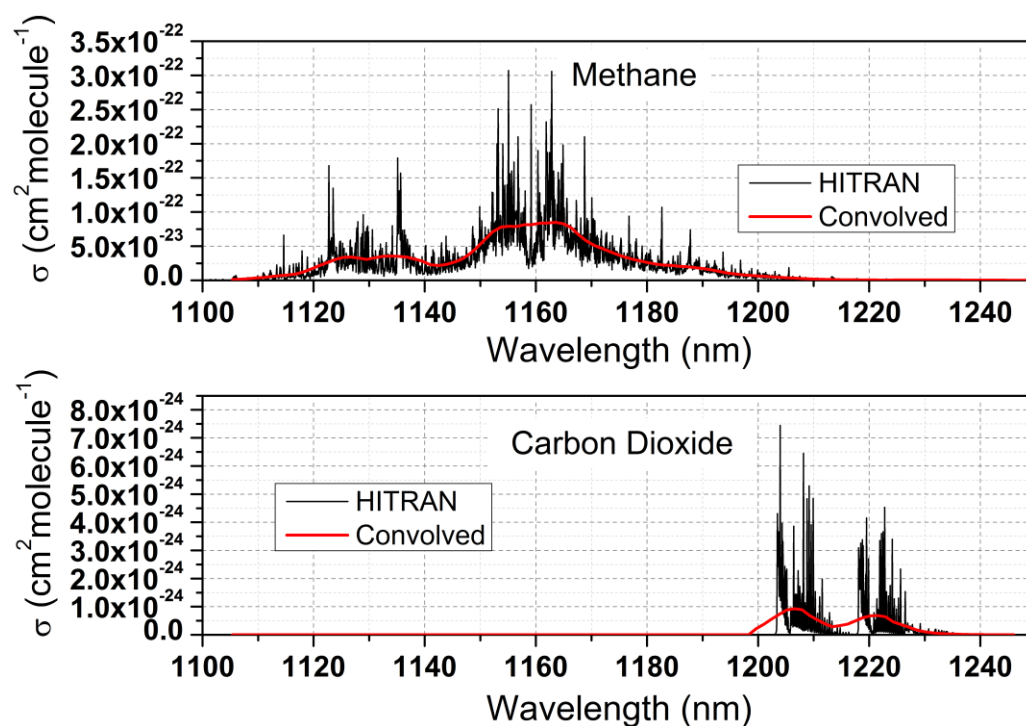 σ (cm²molecule⁻¹)
3.5x10⁻²²
3.0x10⁻²²
2.5x10⁻²²
2.0x10⁻²²
1.5x10⁻²²
1.0x10⁻²²
5.0x10⁻²³
0.0
Methane
HITRAN
Convolved
1100 1120 1140 1160 1180 1200 1220 1240
Wavelength (nm)
σ (cm²molecule⁻¹)
8.0x10⁻²⁴
7.0x10⁻²⁴
6.0x10⁻²⁴
5.0x10⁻²⁴
4.0x10⁻²⁴
3.0x10⁻²⁴
2.0x10⁻²⁴
1.0x10⁻²⁴
0.0
Carbon Dioxide
HITRAN
Convolved
1100 1120 1140 1160 1180 1200 1220 1240
Wavelength (nm)